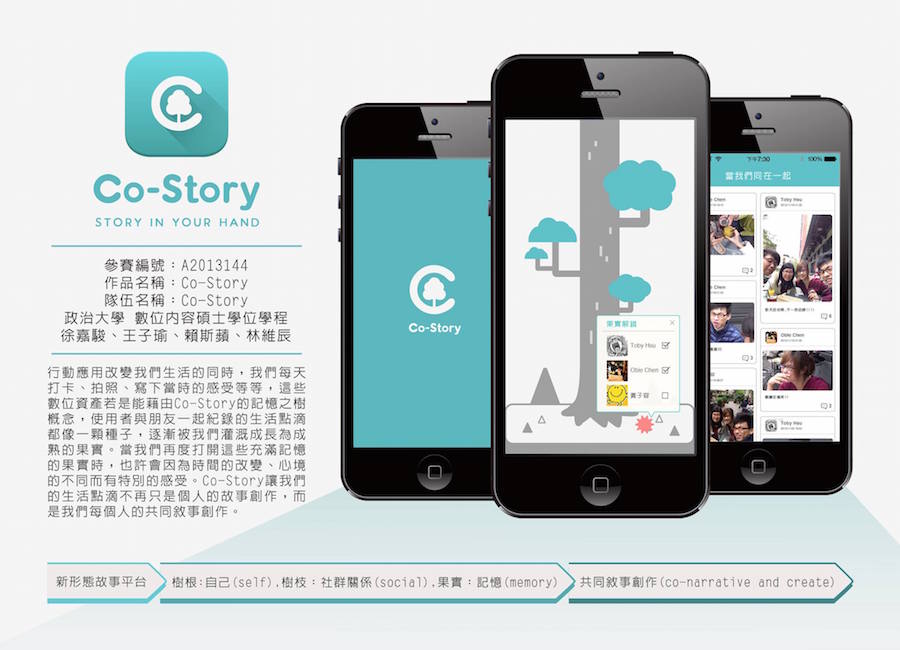 Co-Story
STORY IN YOUR HAND
參賽編號：A2013144
作品名稱：Co-Story
隊伍名稱：Co-Story
政治大學 數位內容碩士學位學程
徐嘉駿、王子瑜、賴斯蘋、林維辰
行動應用改變我們生活的同時，我們每天
打卡、拍照、寫下當時的感受等等，這些
數位資產若是能藉由Co-Story的記憶之樹
概念，使用者與朋友一起紀錄的生活點滴
都像一顆種子，逐漸被我們灌溉成長為成
熟的果實。當我們再度打開這些充滿記憶
的果實時，也許會因為時間的改變、心境
的不同而有特別的感受。Co-Story讓我們
的生活點滴不再只是個人的故事創作，而
是我們每個人的共同敘事創作。
Co-Story
果實解鎖
Toby Hsu
Obie Chen
黃子容
下午7:30
100%
當我們同在一起
Chen
Toby Hsu
2
6
Chen
Obie Chen
3
2
Chen
Toby Hsu
新形態故事平台
樹根:自己(self).樹枝：社群關係(social).果實：記憶(memory)
共同敘事創作(co-narrative and create)